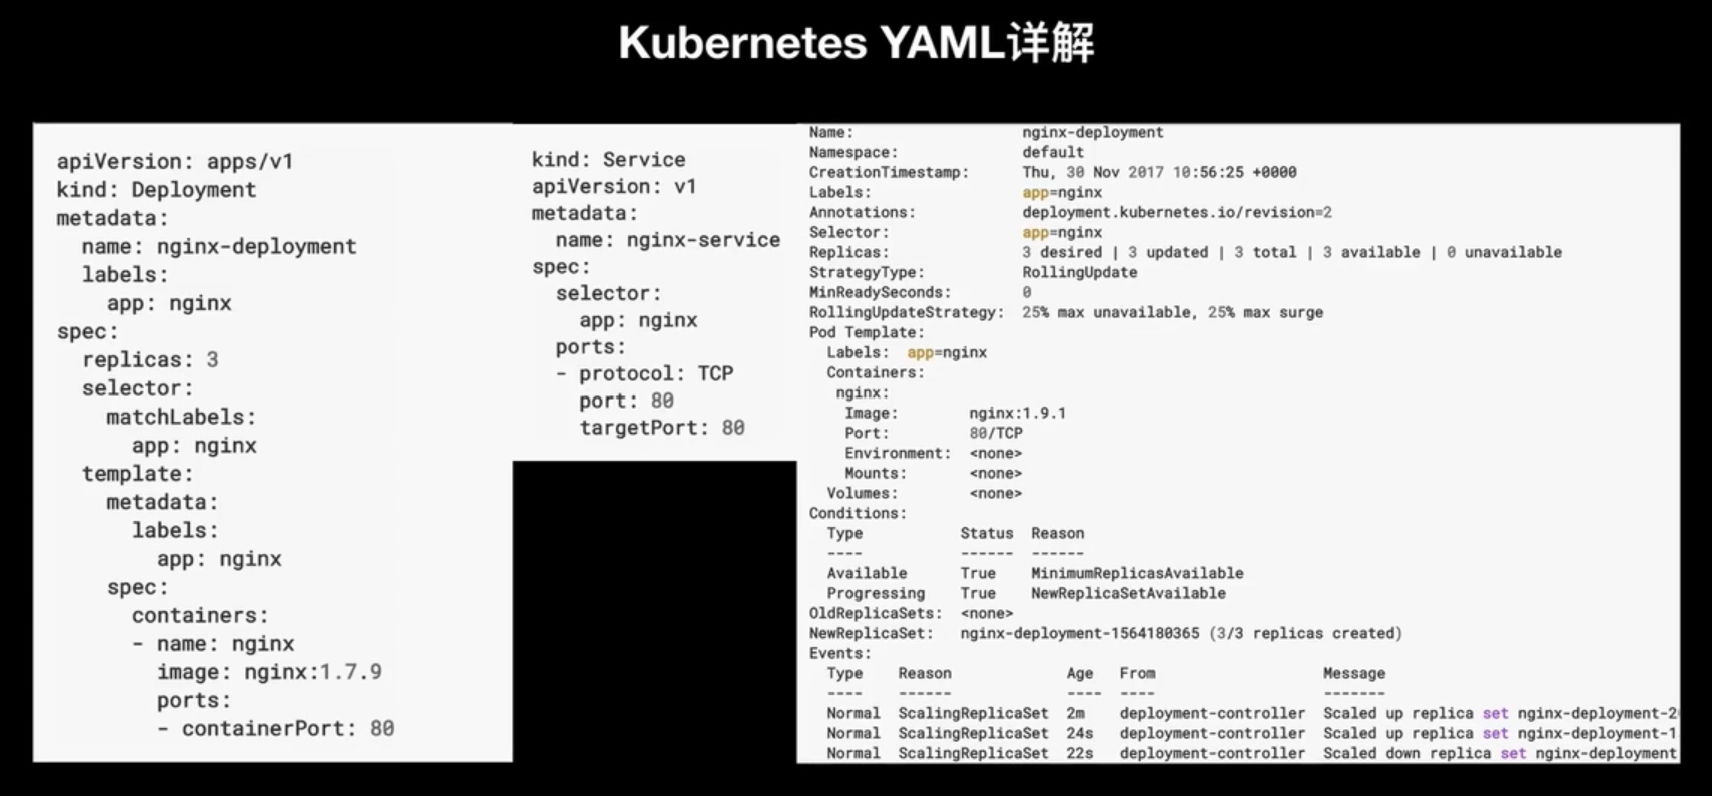 Kubernetes YAML详解
apiVersion: apps/v1
kind: Deployment
metadata:
  name: nginx-deployment
  labels:
    app: nginx
spec:
  replicas: 3
  selector:
    matchLabels:
      app: nginx
  template:
    metadata:
      labels:
        app: nginx
    spec:
      containers:
      - name: nginx
        image: nginx:1.7.9
        ports:
        - containerPort: 80
kind: Service
apiVersion: v1
metadata:
  name: nginx-service
spec:
  selector:
    app: nginx
  ports:
  - protocol: TCP
    port: 80
    targetPort: 80
Name: nginx-deployment
Namespace: default
CreationTimestamp: Thu, 30 Nov 2017 10:56:25 +0000
Labels: app=nginx
Annotations: deployment.kubernetes.io/revision=2
Selector: app=nginx
Replicas: 3 desired | 3 updated | 3 total | 3 available | 0 unavailable
StrategyType: RollingUpdate
MinReadySeconds: 0
RollingUpdateStrategy: 25% max unavailable, 25% max surge
Pod Template:
  Labels: app=nginx
  Containers:
   nginx:
    Image: nginx:1.9.1
    Port: 80/TCP
    Environment: <none>
    Mounts: <none>
  Volumes: <none>
Conditions:
  Type Status Reason
  ---- ------ ------
  Available True MinimumReplicasAvailable
  Progressing True NewReplicaSetAvailable
OldReplicaSets: <none>
NewReplicaSet: nginx-deployment-1564180365 (3/3 replicas created)
Events:
  Type Reason Age From Message
  ---- ------ ---- ---- -------
  Normal ScalingReplicaSet 2m deployment-controller Scaled up replica set nginx-deployment-2
  Normal ScalingReplicaSet 24s deployment-controller Scaled up replica set nginx-deployment-1
  Normal ScalingReplicaSet 22s deployment-controller Scaled down replica set nginx-deployment